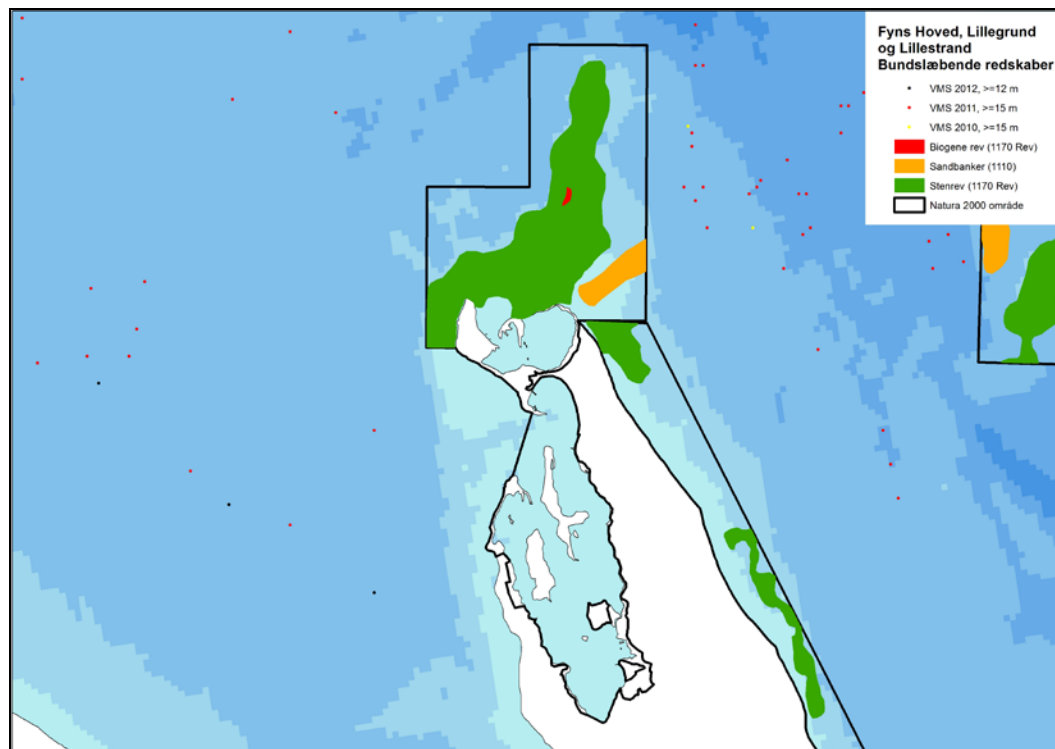 Fyns Hoved, Lillegrund
og Lillestrand
Bundslæbende redskaber
VMS 2012, >=12 m
VMS 2011, >=15 m
VMS 2010, >=15 m
Biogene rev (1170 Rev)
Sandbanker (1110)
Stenrev (1170 Rev)
Natura 2000 område